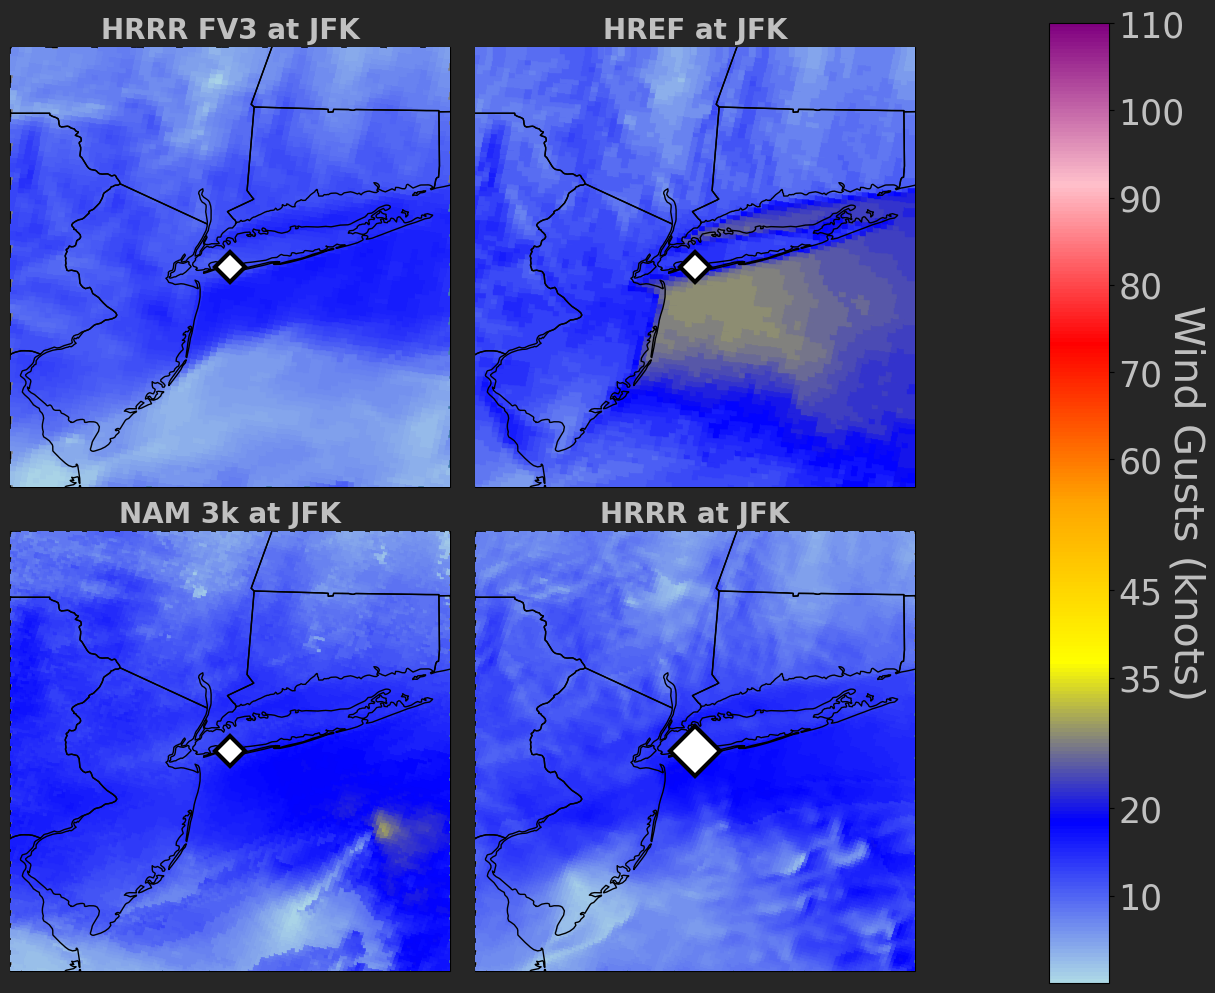 HRRR FV3 at JFK
HREF at JFK
NAM 3k at JFK
HRRR at JFK
110
100
90
80
70
60
45
35
20
10
Wind Gusts (knots)